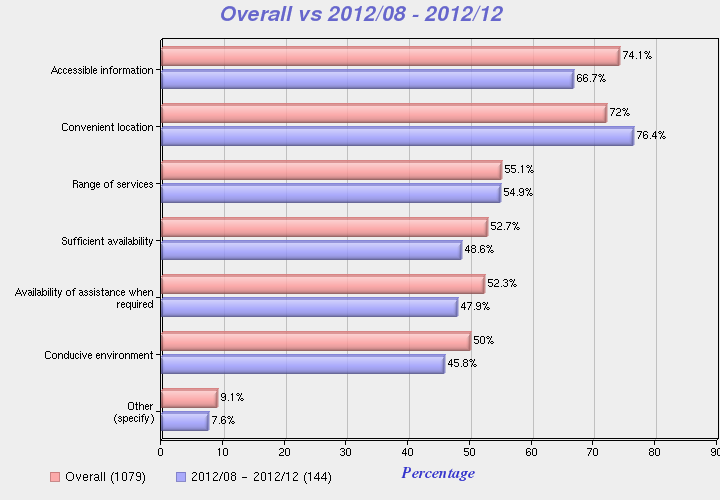 Overall vs 2012/08 - 2012/12
Accessible information
74.1%
66.7%
Convenient location
72%
76.4%
Range of services
55.1%
54.9%
Sufficient availability
52.7%
48.6%
Availability of assistance when
required
52.3%
47.9%
Conducive environment
50%
45.8%
Other
(specify)
9.1%
7.6%
0 10 20 30 40 50 60 70 80 90
Percentage
Overall (1079) 2012/08 - 2012/12 (144)